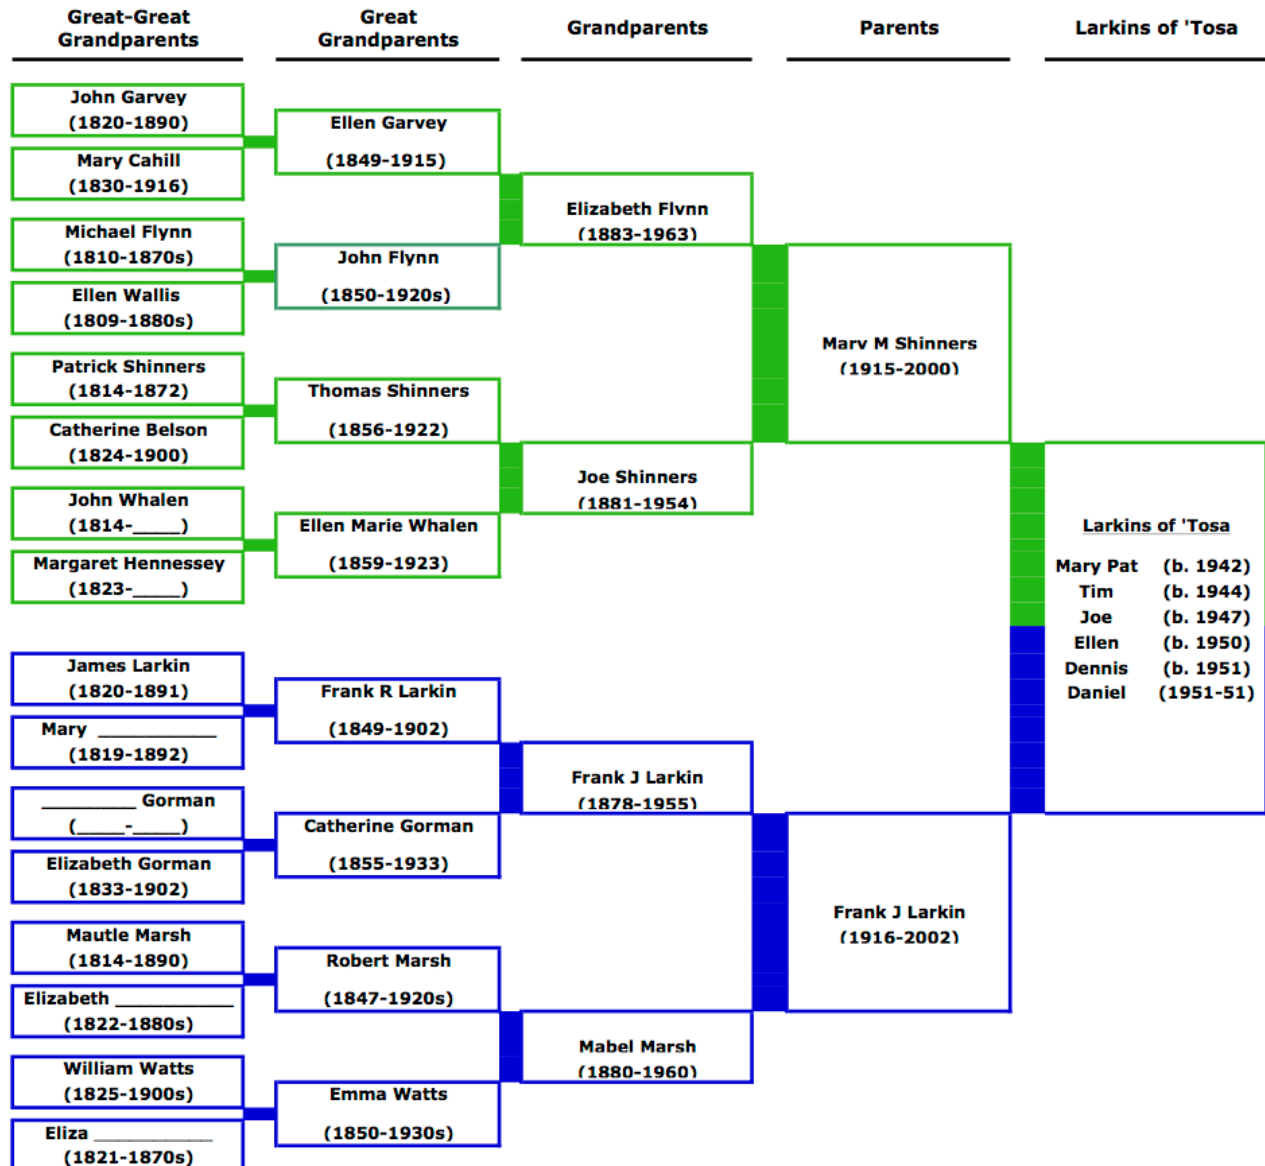 Great-Great
Grandparents
Great
Grandparents
Grandparents
Parents
Larkins of 'Tosa
John Garvey
(1820-1890)
Mary Cahill
(1830-1916)
Michael Flynn
(1810-1870s)
Ellen Wallis
(1809-1880s)
Patrick Shinners
(1814-1872)
Catherine Belson
(1824-1900)
John Whalen
(1814-____)
Margaret Hennessey
(1823-____)
James Larkin
(1820-1891)
Mary __________
(1819-1892)
________ Gorman
(____-____)
Elizabeth Gorman
(1833-1902)
Mautle Marsh
(1814-1890)
Elizabeth __________
(1822-1880s)
William Watts
(1825-1900s)
Eliza __________
(1821-1870s)
Ellen Garvey
(1849-1915)
John Flynn
(1850-1920s)
Thomas Shinners
(1856-1922)
Ellen Marie Whalen
(1859-1923)
Frank R Larkin
(1849-1902)
Catherine Gorman
(1855-1933)
Robert Marsh
(1847-1920s)
Emma Watts
(1850-1930s)
Elizabeth Flynn
(1883-1963)
Joe Shinners
(1881-1954)
Frank J Larkin
(1878-1955)
Mabel Marsh
(1880-1960)
Mary M Shinners
(1915-2000)
Frank J Larkin
(1916-2002)
Larkins of 'Tosa
Mary Pat (b. 1942)
Tim (b. 1944)
Joe (b. 1947)
Ellen (b. 1950)
Dennis (b. 1951)
Daniel (1951-51)